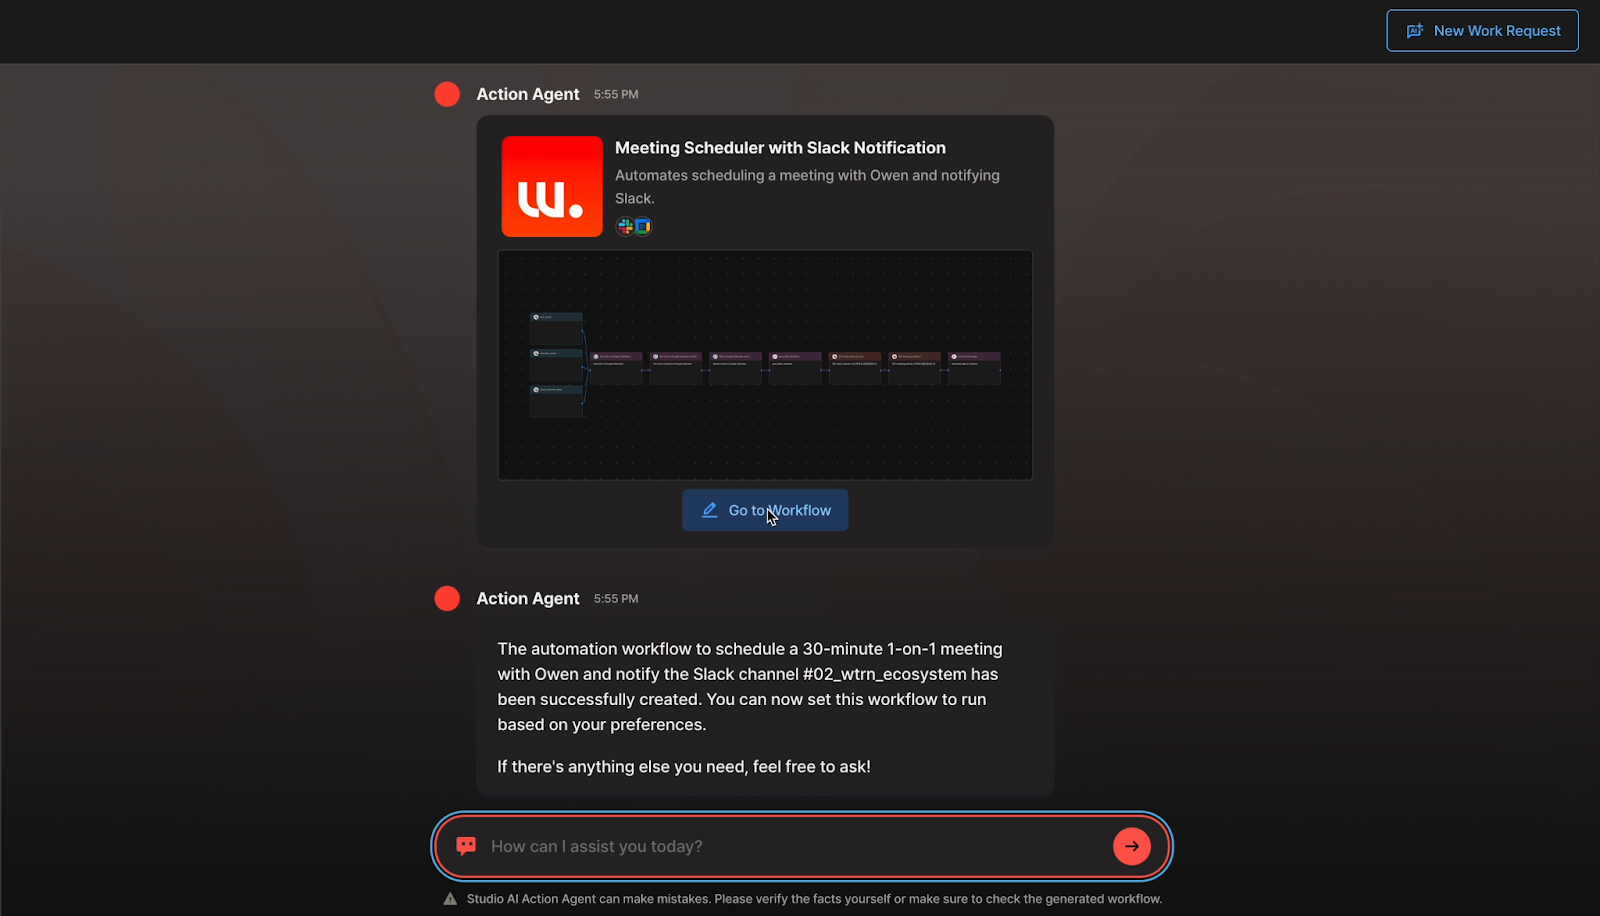 New Work Request
Action Agent 5:55 PM
Meeting Scheduler with Slack Notification
Automates scheduling a meeting with Owen and notifying
Slack.
Go to Workflow
Action Agent 5:55 PM
The automation workflow to schedule a 30-minute 1-on-1 meeting
with Owen and notify the Slack channel #02_wtrn_ecosystem has
been successfully created. You can now set this workflow to run
based on your preferences.
If there's anything else you need, feel free to ask!
How can I assist you today?
Studio AI Action Agent can make mistakes. Please verify the facts yourself or make sure to check the generated workflow.